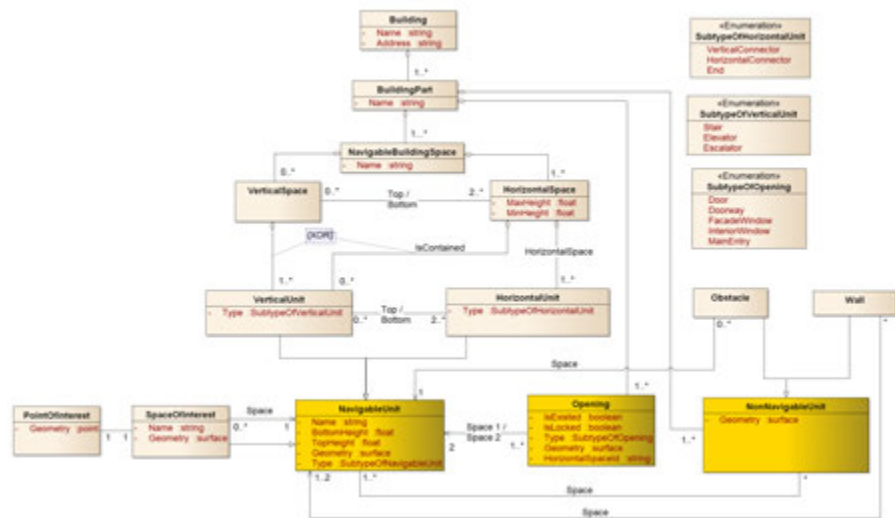 Building
- Name :string
- Address :string
1..*
BuildingPart
- Name :string
1..*
NavigableBuildingSpace
- Name :string
0..*
1..*
VerticalSpace
0..*
Top /
Bottom
2..*
HorizontalSpace
- MaxHeight :float
- MinHeight :float
{XOR}
IsContained
HorizontalSpace
1..*
0..*
1..*
VerticalUnit
- Type :SubtypeOfVerticalUnit
0..*
Top /
Bottom
2..*
HorizontalUnit
- Type :SubtypeOfHorizontalUnit
Obstacle
0..*
Wall
*
«Enumeration»
SubtypeOfHorizontalUnit
VerticalConnector
HorizontalConnector
End
«Enumeration»
SubtypeOfVerticalUnit
Stair
Elevator
Escalator
«Enumeration»
SubtypeOfOpening
Door
Doorway
FacadeWindow
InteriorWindow
MainEntry
Space
1
1..*
PointOfInterest
- Geometry :point
1
1
SpaceOfInterest
- Name :string
- Geometry :surface
Space
0..*
1
NavigableUnit
- Name :string
- BottomHeight :float
- TopHeight :float
- Geometry :surface
- Type :SubtypeOfNavigableUnit
Space 1 /
Space 2
2
1..*
Opening
- IsExisted :boolean
- IsLocked :boolean
- Type :SubtypeOfOpening
- Geometry :surface
- HorizontalSpaceId :string
NonNavigableUnit
- Geometry :surface
1..*
1..2
1..*
*
Space
Space